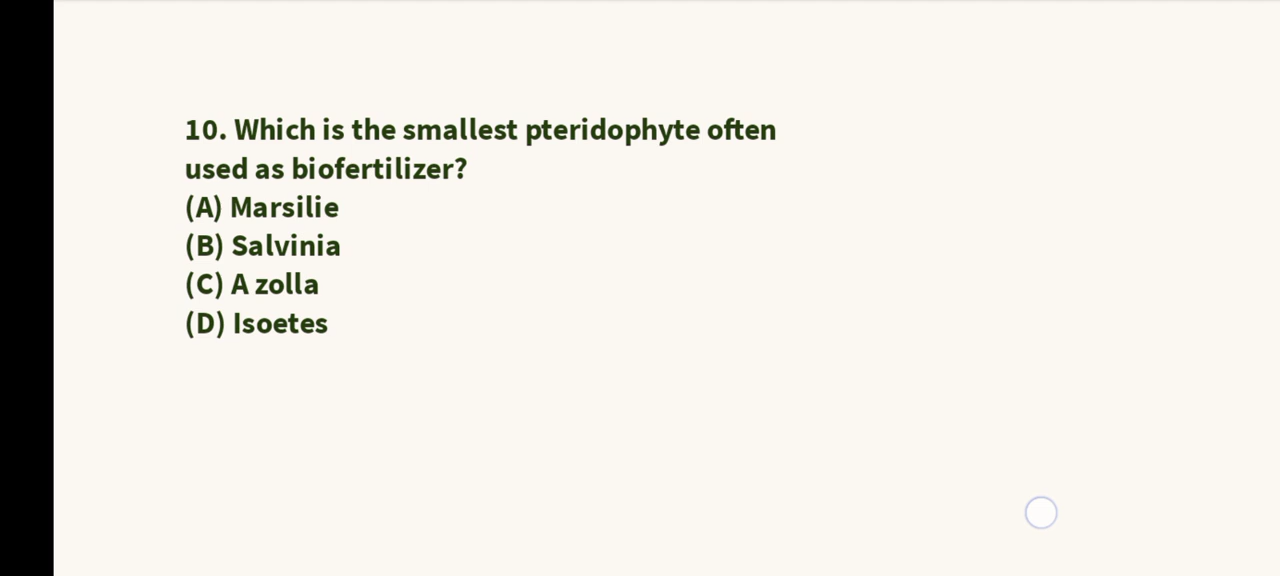 10. Which is the smallest pteridophyte often
used as biofertilizer?
(A) Marsilie
(B) Salvinia
(C) A zolla
(D) Isoetes